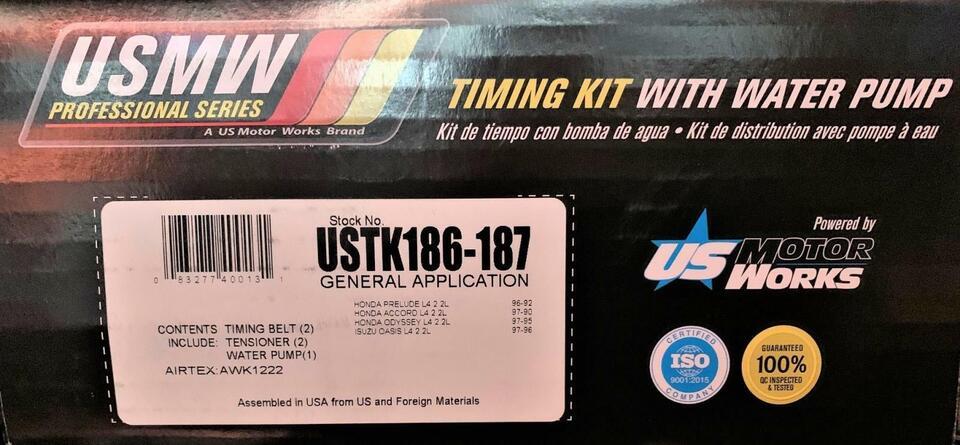 USMW
PROFESSIONAL SERIES
A US Motor Works Brand
TIMING KIT WITH WATER PUMP
Kit de tiempo con bomba de agua • Kit de distribution avec pompe à eau
Stock No.
USTK186-187
GENERAL APPLICATION
0 83277 40013 1
HONDA PRELUDE L4 2.2L 96-92
HONDA ACCORD L4 2.2L 97-90
HONDA ODYSSEY L4 2.2L 97-95
ISUZU OASIS L4 2.2L 97-96
CONTENTS TIMING BELT (2)
INCLUDE: TENSIONER (2)
WATER PUMP(1)
AIRTEX:AWK1222
Assembled in USA from US and Foreign Materials
Powered by
US MOTOR
WORKS
CERTIFIED
ISO
9001:2015
COMPANY
GUARANTEED
100%
QC INSPECTED
& TESTED